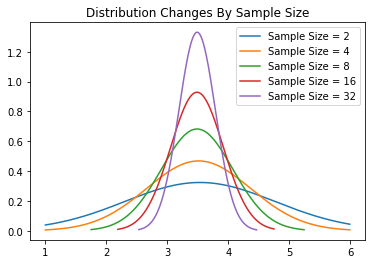 Distribution Changes By Sample Size
Sample Size = 2
Sample Size = 4
Sample Size = 8
Sample Size = 16
Sample Size = 32
1.2
1.0
0.8
0.6
0.4
0.2
0.0
1 2 3 4 5 6